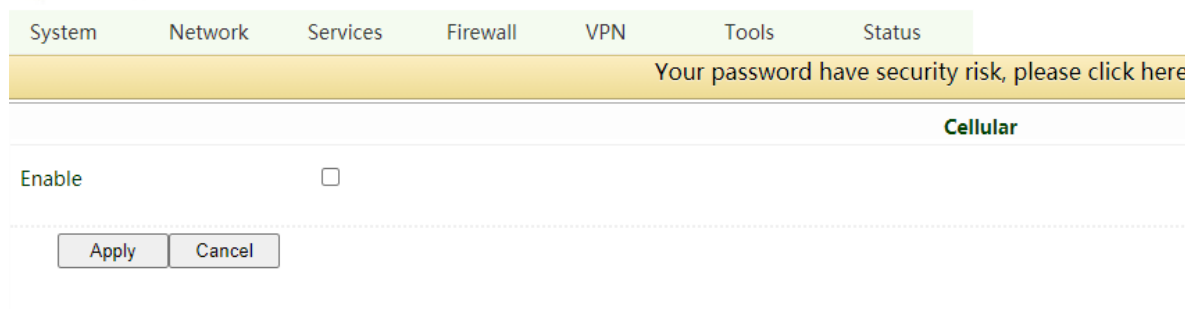 System Network Services Firewall VPN Tools Status
Your password have security risk, please click here
Cellular
Enable
Apply Cancel